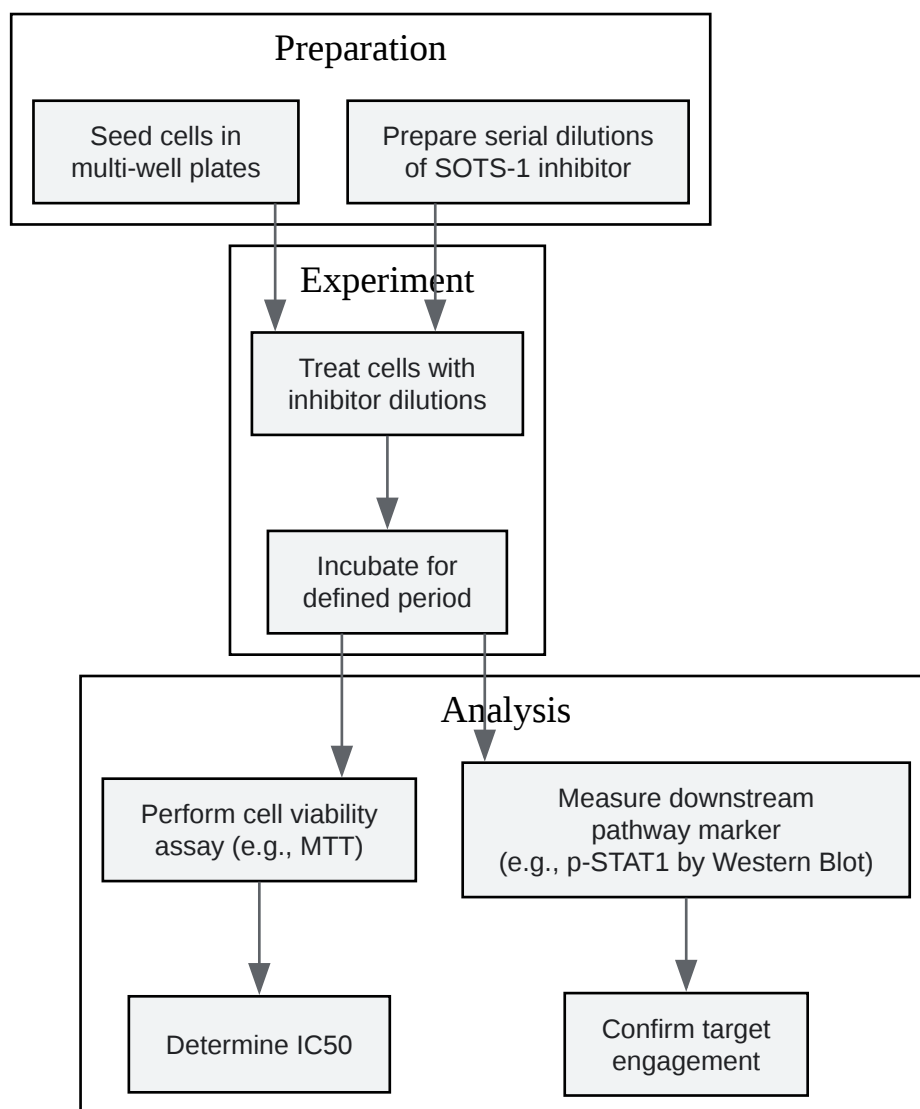 Preparation
Seed cells in
multi-well plates
Prepare serial dilutions
of SOTS-1 inhibitor
Experiment
Treat cells with
inhibitor dilutions
Incubate for
defined period
Analysis
Perform cell viability
assay (e.g., MTT)
Measure downstream
pathway marker
(e.g., p-STAT1 by Western Blot)
Determine IC50
Confirm target
engagement